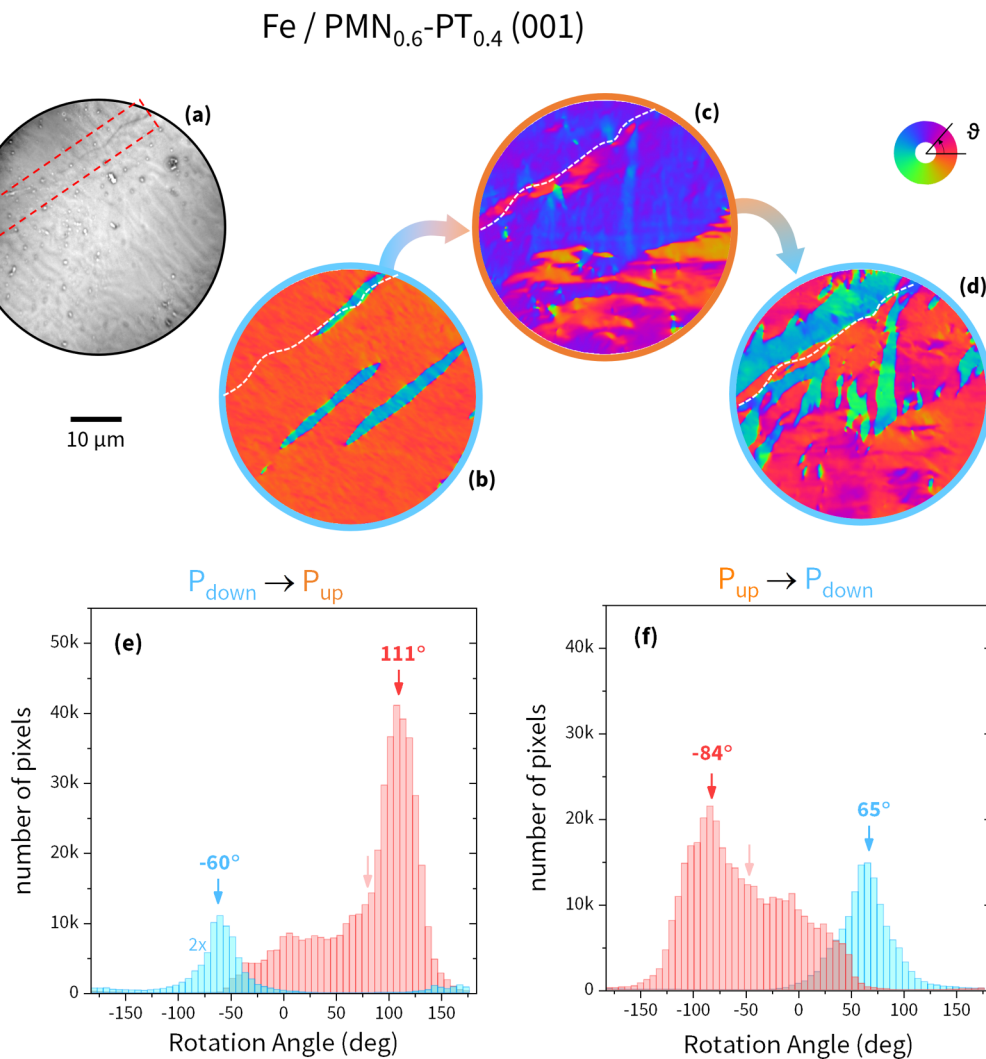 Fe / PMN0.6-PT0.4 (001)
(a)
(c)
ϑ
(d)
10 µm
(b)
Pdown → Pup
Pup → Pdown
(e)
111°
-60°
2x
50k
40k
30k
20k
10k
0
number of pixels
-150 -100 -50 0 50 100 150
Rotation Angle (deg)
(f)
-84°
65°
40k
30k
20k
10k
0
number of pixels
-150 -100 -50 0 50 100 150
Rotation Angle (deg)